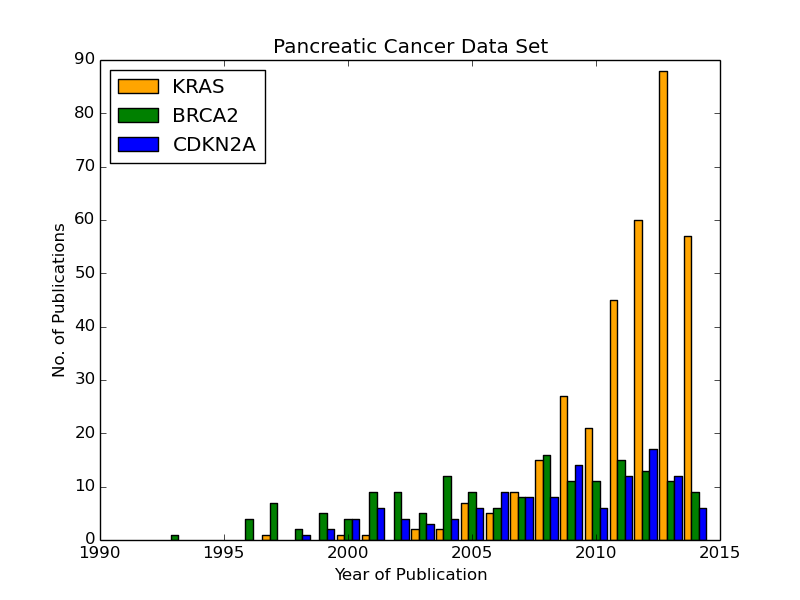 Pancreatic Cancer Data Set
90
80
70
60
50
40
30
20
10
0
No. of Publications
KRAS
BRCA2
CDKN2A
1990 1995 2000 2005 2010 2015
Year of Publication